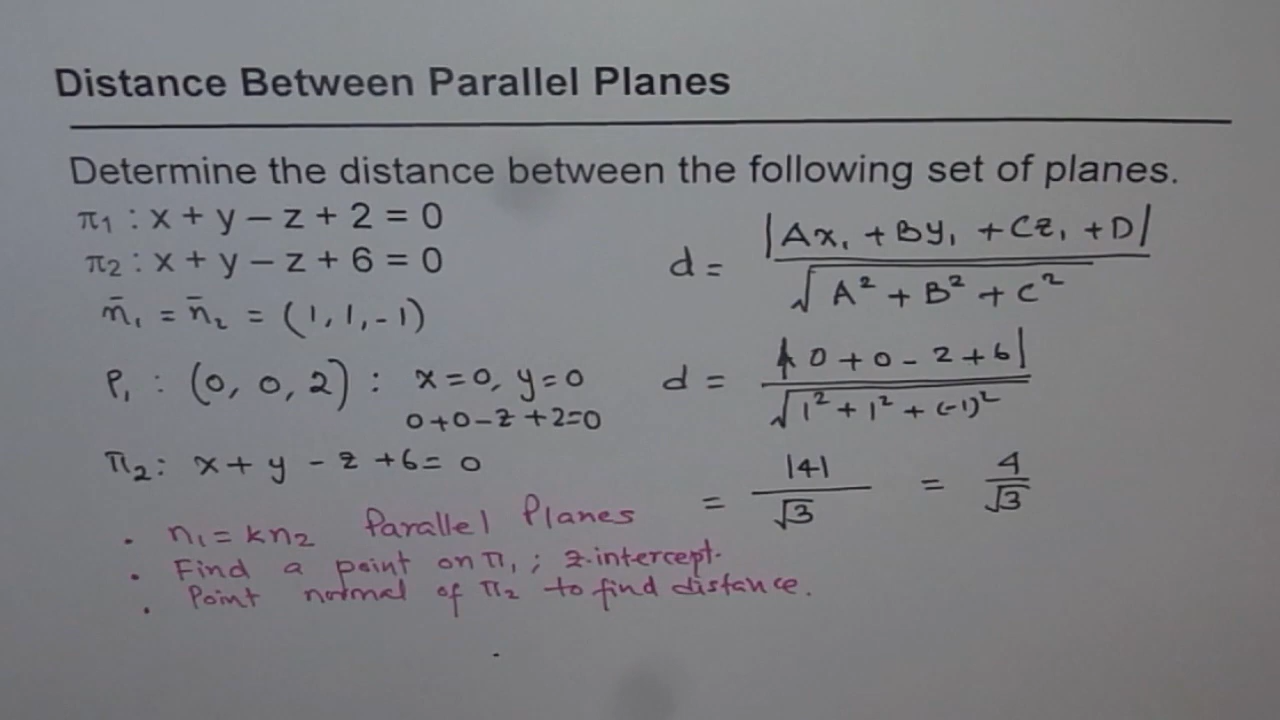 Distance Between Parallel Planes
Determine the distance between the following set of planes.
π1 : x + y – z + 2 = 0
π2 : x + y – z + 6 = 0
n̄₁ = n̄₂ = (1, 1, -1)
P₁ : (0, 0, 2) : x=0, y=0
0+0-z+2=0
π₂: x + y - z + 6 = 0
• n₁ = kn₂ Parallel Planes
• Find a point on π₁ ; z-intercept.
• Point normal of π₂ to find distance.
d = |Ax₁ + By₁ + Cz₁ + D| / √A² + B² + C²
d = |0 + 0 - 2 + 6| / √1² + 1² + (-1)²
= |4| / √3 = 4 / √3